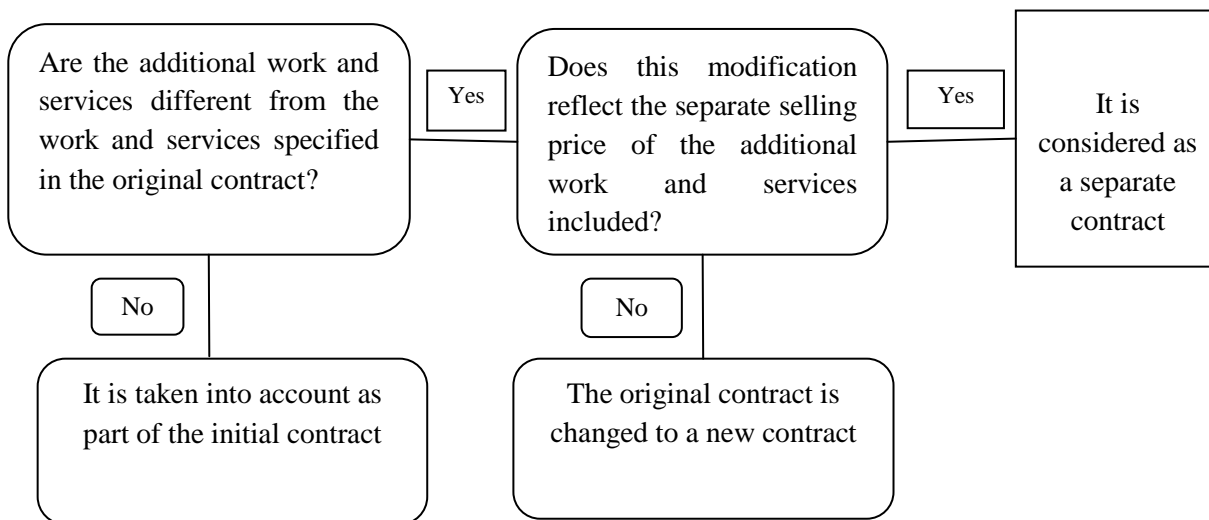 Are the additional work and
services different from the
work and services specified
in the original contract?
Yes
Does this modification
reflect the separate selling
price of the additional
work and services
included?
Yes
It is
considered as
a separate
contract
No
No
It is taken into account as
part of the initial contract
The original contract is
changed to a new contract